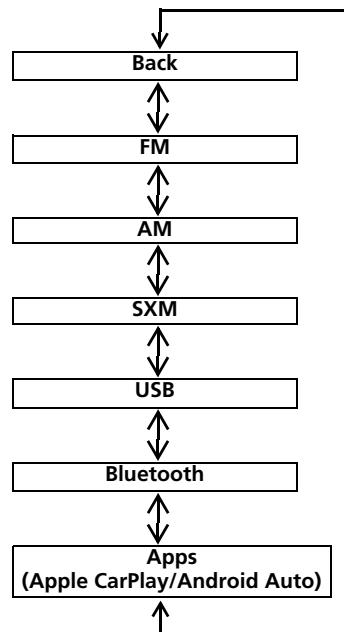 Back
FM
AM
SXM
USB
Bluetooth
Apps
(Apple CarPlay/Android Auto)